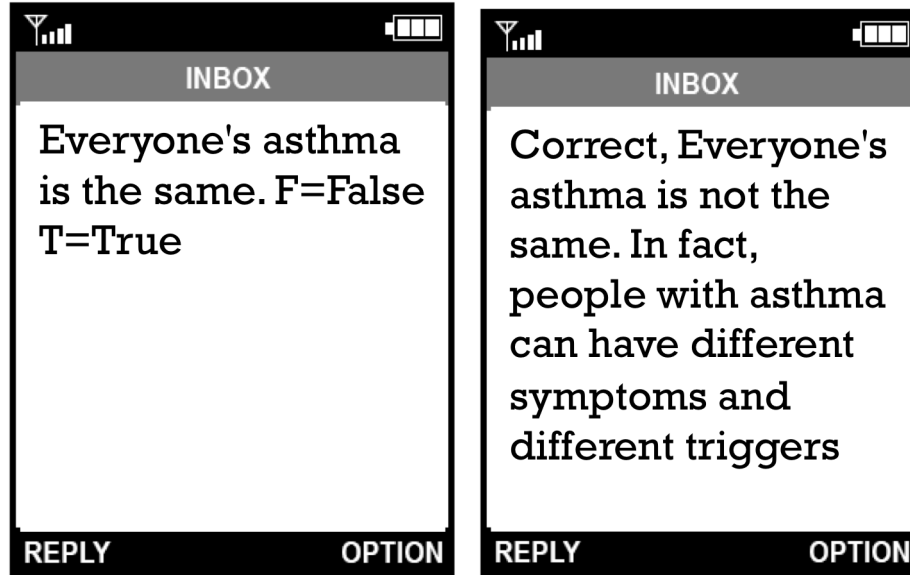 INBOX
Everyone's asthma
is the same. F=False
T=True
REPLY
OPTION
INBOX
Correct, Everyone's
asthma is not the
same. In fact,
people with asthma
can have different
symptoms and
different triggers
REPLY
OPTION